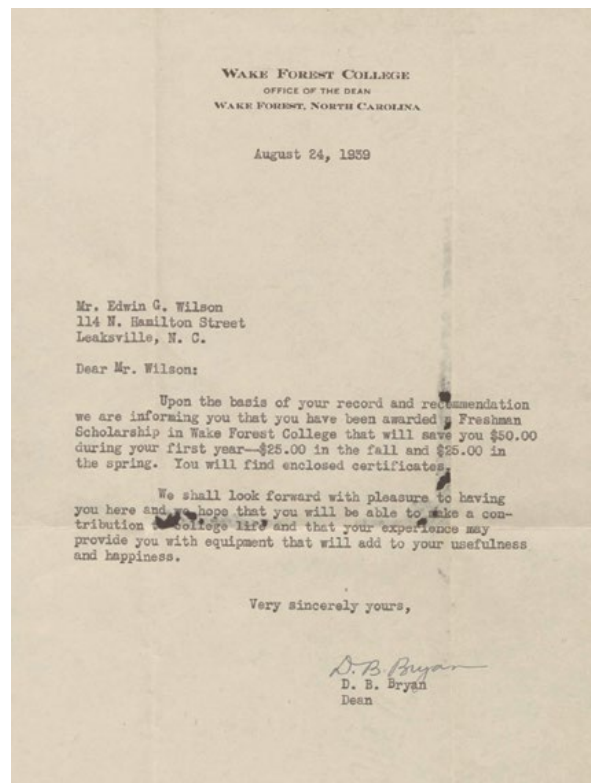 WAKE FOREST COLLEGE
OFFICE OF THE DEAN
WAKE FOREST, NORTH CAROLINA
August 24, 1939
Mr. Edwin G. Wilson
114 N. Hamilton Street
Leaksville, N. C.
Dear Mr. Wilson:
Upon the basis of your record and recommendation
we are informing you that you have been awarded a Freshman
Scholarship in Wake Forest College that will save you $50.00
during your first year--$25.00 in the fall and $25.00 in
the spring. You will find enclosed certificates.
We shall look forward with pleasure to having
you here and we hope that you will be able to make a con-
tribution to college life and that your experience may
provide you with equipment that will add to your usefulness
and happiness.
Very sincerely yours,
D. B. Bryan
D. B. Bryan
Dean